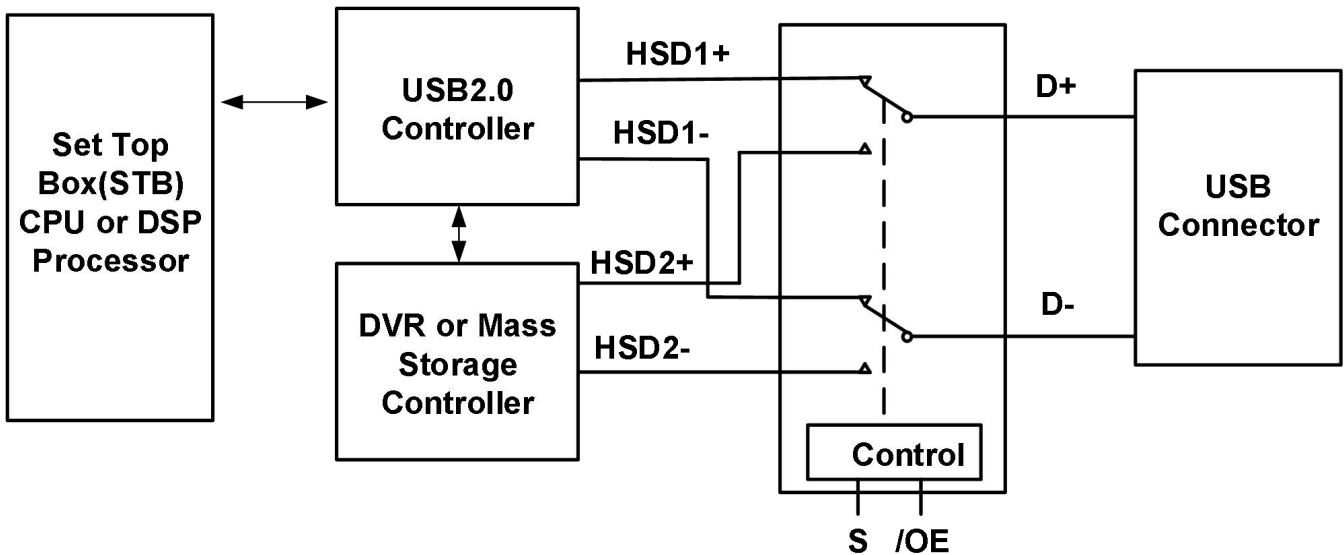 Set Top
Box(STB)
CPU or DSP
Processor
USB2.0
Controller
DVR or Mass
Storage
Controller
HSD1+
HSD1-
HSD2+
HSD2-
Control
S
/OE
D+
D-
USB
Connector